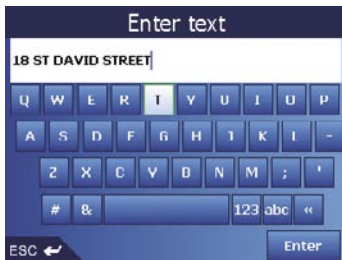 Enter text
18 ST DAVID STREET
Q W E R T Y U I O P
A S D F G H J K L -
Z X C V B N M ; '
# & 123 abc «
ESC Enter